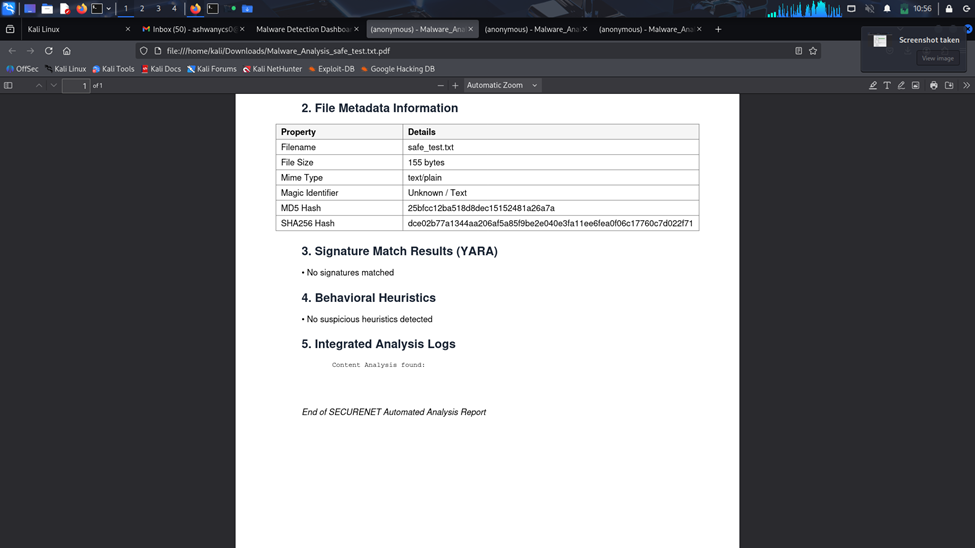 1 2 3 4
10:56
Kali Linux
Inbox (50) - ashwanycs0
Malware Detection Dashboa
(anonymous) - Malware_Ana
(anonymous) - Malware_Ana
(anonymous) - Malware_Ana
Screenshot taken
View image
file:///home/kali/Downloads/Malware_Analysis_safe_test.txt.pdf
OffSec Kali Linux Kali Tools Kali Docs Kali Forums Kali NetHunter Exploit-DB Google Hacking DB
1 of 1
Automatic Zoom
2. File Metadata Information
Property Details
Filename safe_test.txt
File Size 155 bytes
Mime Type text/plain
Magic Identifier Unknown / Text
MD5 Hash 25bfcc12ba518d8dec15152481a26a7a
SHA256 Hash dce02b77a1344aa206af5a85f9be2e040e3fa11ee6fea0f06c17760c7d022f71
3. Signature Match Results (YARA)
• No signatures matched
4. Behavioral Heuristics
• No suspicious heuristics detected
5. Integrated Analysis Logs
Content Analysis found:
End of SECURENET Automated Analysis Report